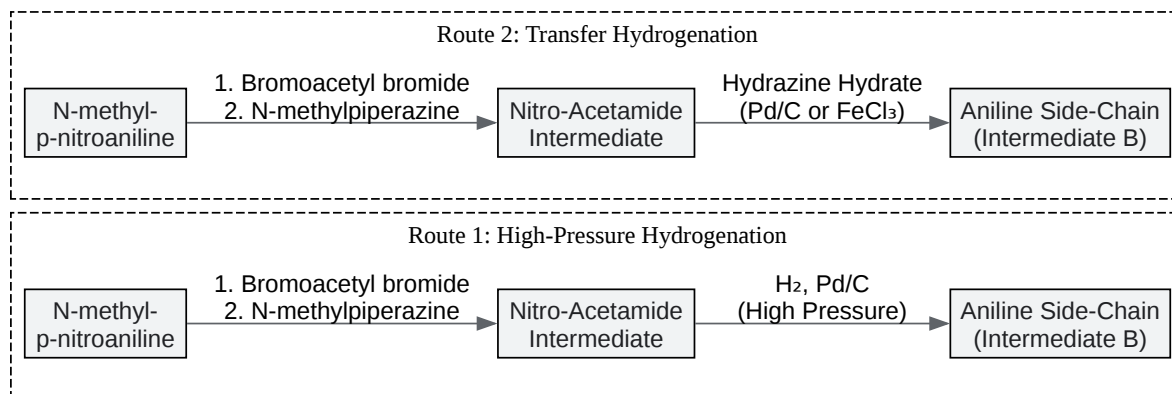 Route 2: Transfer Hydrogenation
N-methyl-
p-nitroaniline
1. Bromoacetyl bromide
2. N-methylpiperazine
Nitro-Acetamide
Intermediate
Hydrazine Hydrate
(Pd/C or FeCl₃)
Aniline Side-Chain
(Intermediate B)
Route 1: High-Pressure Hydrogenation
N-methyl-
p-nitroaniline
1. Bromoacetyl bromide
2. N-methylpiperazine
Nitro-Acetamide
Intermediate
H₂, Pd/C
(High Pressure)
Aniline Side-Chain
(Intermediate B)